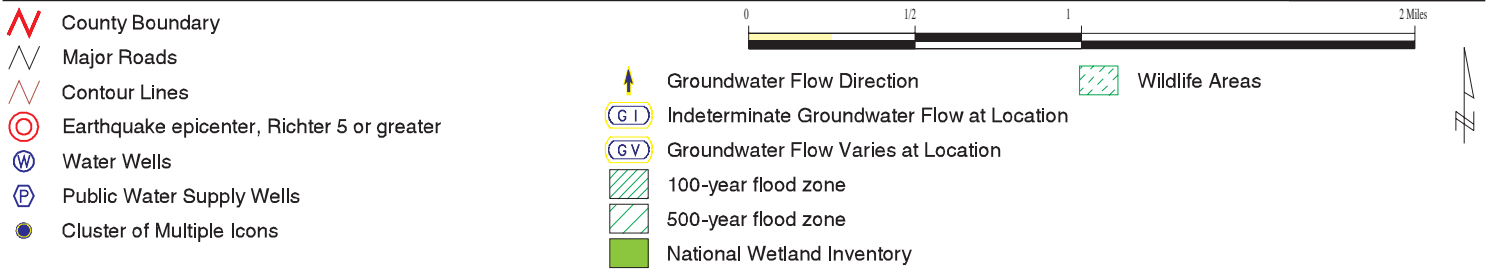 0 1/2 1 2 Miles
County Boundary
Major Roads
Contour Lines
Earthquake epicenter, Richter 5 or greater
W Water Wells
P Public Water Supply Wells
Cluster of Multiple Icons
Groundwater Flow Direction
G I Indeterminate Groundwater Flow at Location
G V Groundwater Flow Varies at Location
100-year flood zone
500-year flood zone
National Wetland Inventory
Wildlife Areas
N